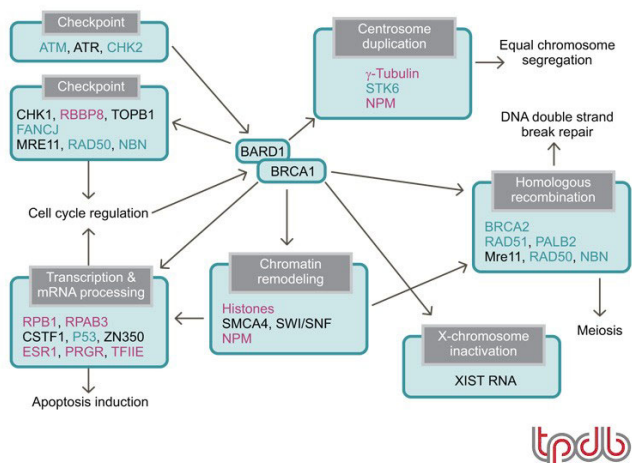 Checkpoint
ATM, ATR, CHK2
Centrosome
duplication
γ-Tubulin
STK6
NPM
Equal chromosome
segregation
Checkpoint
CHK1, RBBP8, TOPB1
FANCJ
MRE11, RAD50, NBN
DNA double strand
break repair
BARD1
BRCA1
Homologous
recombination
BRCA2
RAD51, PALB2
Mre11, RAD50, NBN
Cell cycle regulation
Transcription &
mRNA processing
RPB1, RPAB3
CSTF1, P53, ZN350
ESR1, PRGR, TFIIE
Chromatin
remodeling
Histones
SMCA4, SWI/SNF
NPM
Meiosis
X-chromosome
inactivation
XIST RNA
Apoptosis induction
tpdb